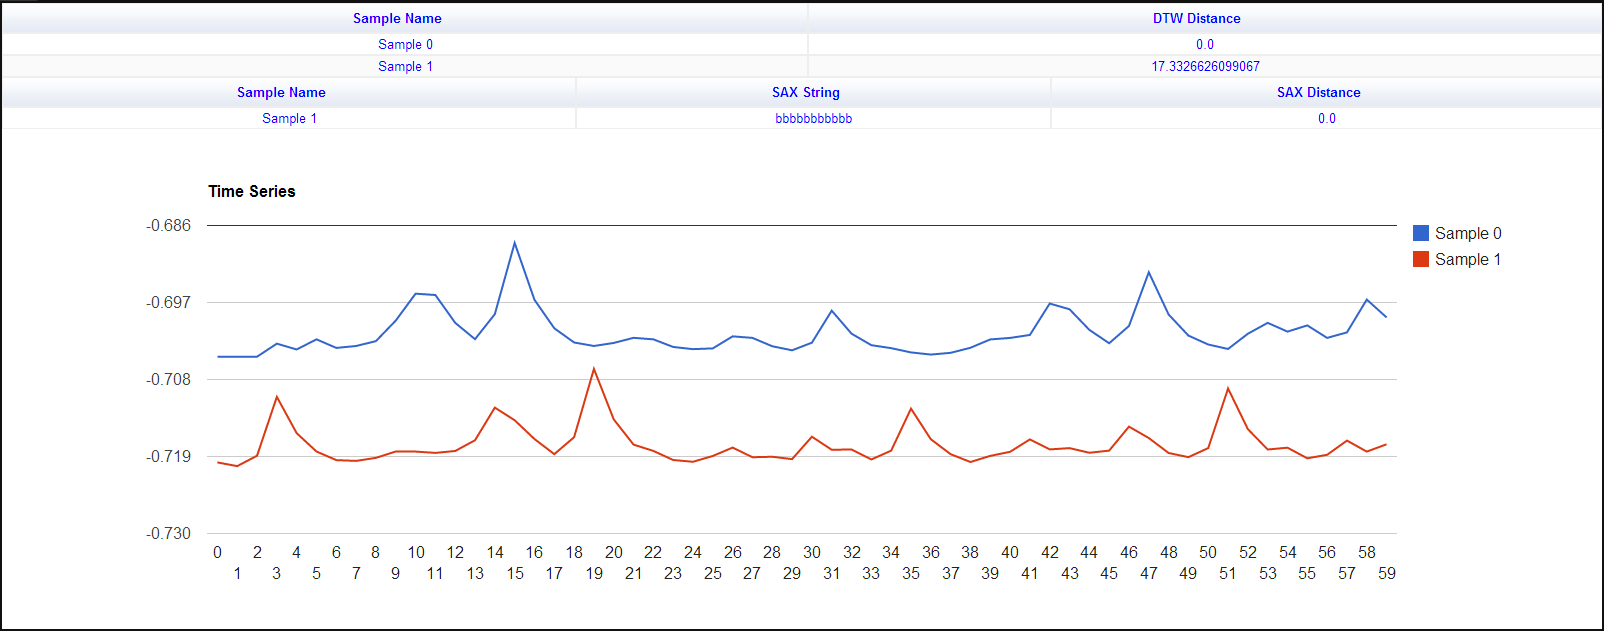 Sample Name DTW Distance
Sample 0 0.0
Sample 1 17.3326626099067
Sample Name SAX String SAX Distance
Sample 1 bbbbbbbbbbb 0.0
Time Series
-0.686
-0.697
-0.708
-0.719
-0.730
Sample 0
Sample 1
0 2 4 6 8 10 12 14 16 18 20 22 24 26 28 30 32 34 36 38 40 42 44 46 48 50 52 54 56 58
1 3 5 7 9 11 13 15 17 19 21 23 25 27 29 31 33 35 37 39 41 43 45 47 49 51 53 55 57 59